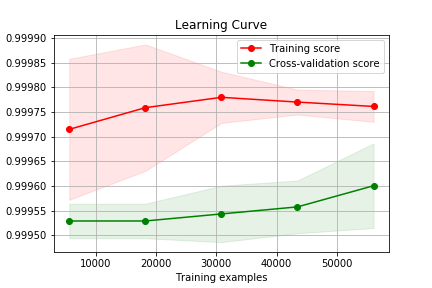 Learning Curve
0.99990
0.99985
0.99980
0.99975
0.99970
0.99965
0.99960
0.99955
0.99950
Training score
Cross-validation score
10000 20000 30000 40000 50000
Training examples